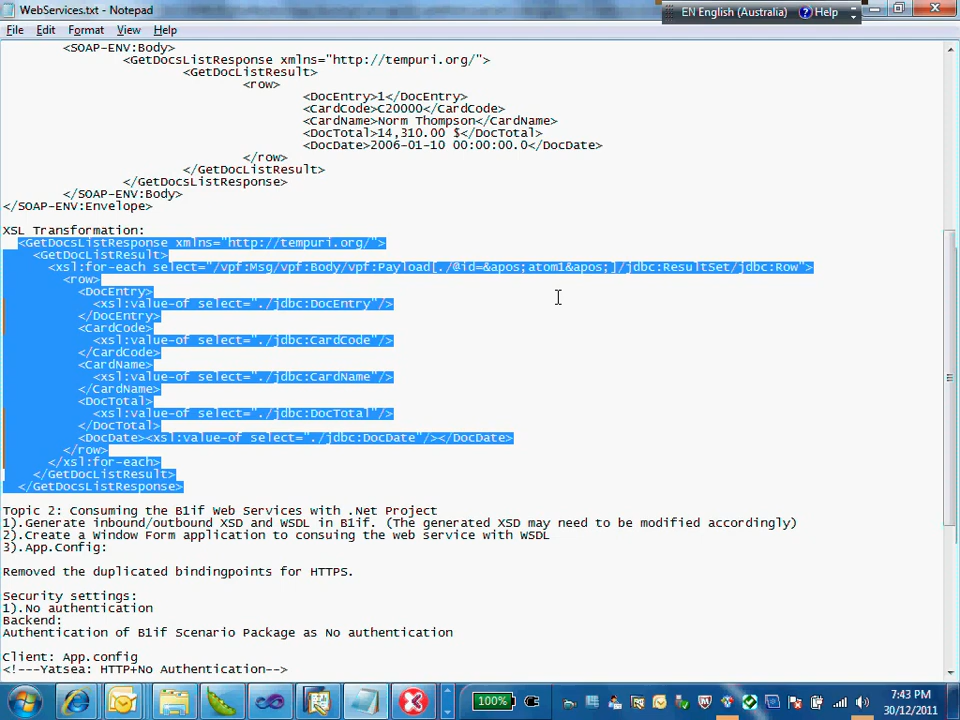 WebServices.txt - Notepad
EN English (Australia)
Help
File Edit Format View Help
<SOAP-ENV:Body>
<GetDocsListResponse xmlns="http://tempuri.org/">
<GetDocListResult>
<row>
<DocEntry>1</DocEntry>
<CardCode>C20000</CardCode>
<CardName>Norm Thompson</CardName>
<DocTotal>14,310.00 $</DocTotal>
<DocDate>2006-01-10 00:00:00.0</DocDate>
</row>
</GetDocListResult>
</GetDocsListResponse>
</SOAP-ENV:Body>
</SOAP-ENV:Envelope>
XSL Transformation:
<GetDocsListResponse xmlns="http://tempuri.org/">
<GetDocListResult>
<xsl:for-each select="/vpf:Msg/vpf:Body/vpf:Payload[./@id=&apos;atom1&apos;]/jdbc:ResultSet/jdbc:Row">
<row>
<DocEntry>
<xsl:value-of select="./jdbc:DocEntry"/>
</DocEntry>
<CardCode>
<xsl:value-of select="./jdbc:CardCode"/>
</CardCode>
<CardName>
<xsl:value-of select="./jdbc:CardName"/>
</CardName>
<DocTotal>
<xsl:value-of select="./jdbc:DocTotal"/>
</DocTotal>
<DocDate><xsl:value-of select="./jdbc:DocDate"/></DocDate>
</row>
</xsl:for-each>
</GetDocListResult>
</GetDocsListResponse>
Topic 2: Consuming the B1if Web Services with .Net Project
1).Generate inbound/outbound XSD and WSDL in B1if. (The generated XSD may need to be modified accordingly)
2).Create a Window Form application to consuing the web service with WSDL
3).App.Config:
Removed the duplicated bindingpoints for HTTPS.
Security settings:
1).No authentication
Backend:
Authentication of B1if Scenario Package as No authentication
Client: App.config
<!---Yatsea: HTTP+No Authentication-->
100%
7:43 PM
30/12/2011